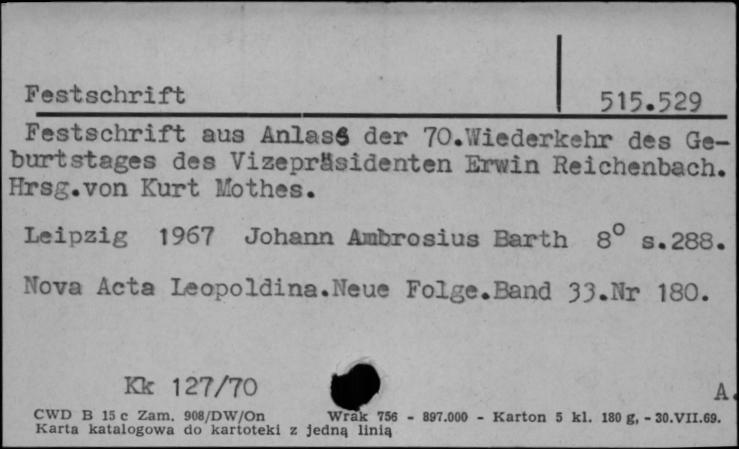 Festschrift
515.529
Festschrift aus Anlass der 70.Wiederkehr des Ge-
burtstages des Vizepräsidenten Erwin Reichenbach.
Hrsg.von Kurt Mothes.
Leipzig 1967 Johann Ambrosius Barth 8° s.288.
Nova Acta Leopoldina.Neue Folge.Band 33.Nr 180.
Kk 127/70
A.
CWD B 15 c Zam. 908/DW/On Wrak 756 - 897.000 - Karton 5 kl. 180 g, - 30.VII.69.
Karta katalogowa do kartoteki z jedną linią